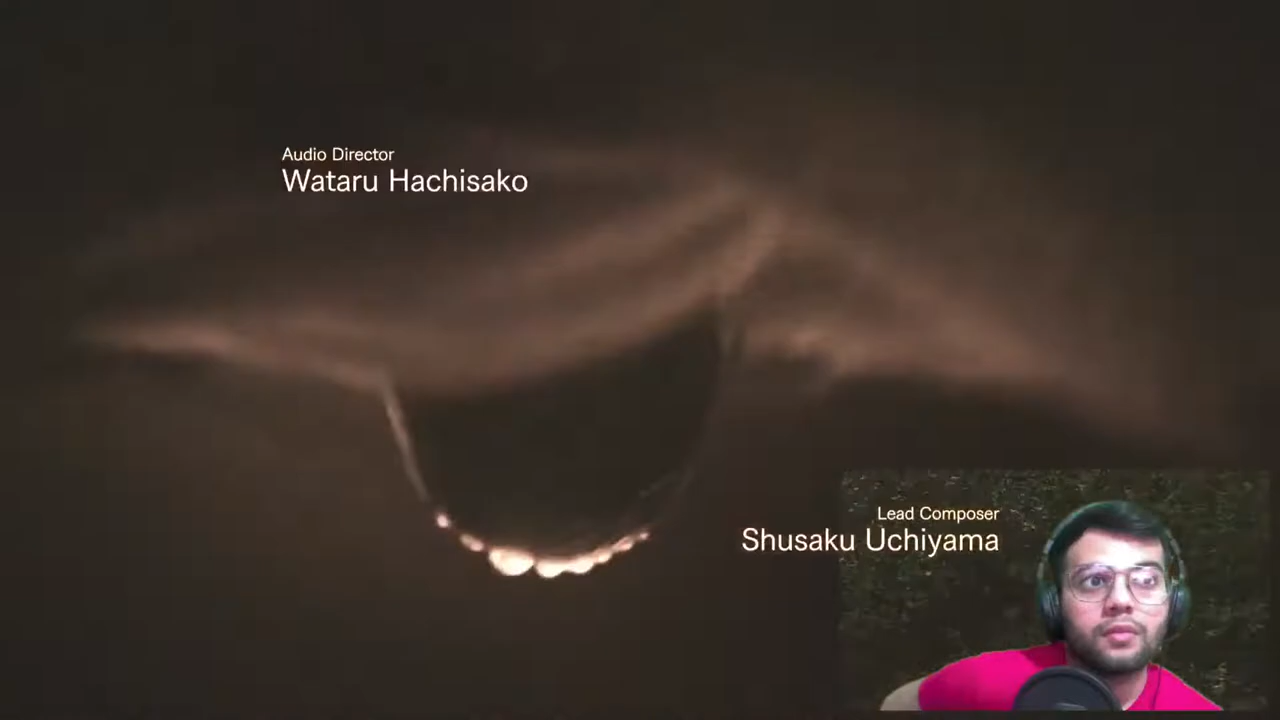 Audio Director
Wataru Hachisako
Lead Composer
Shusaku Uchiyama